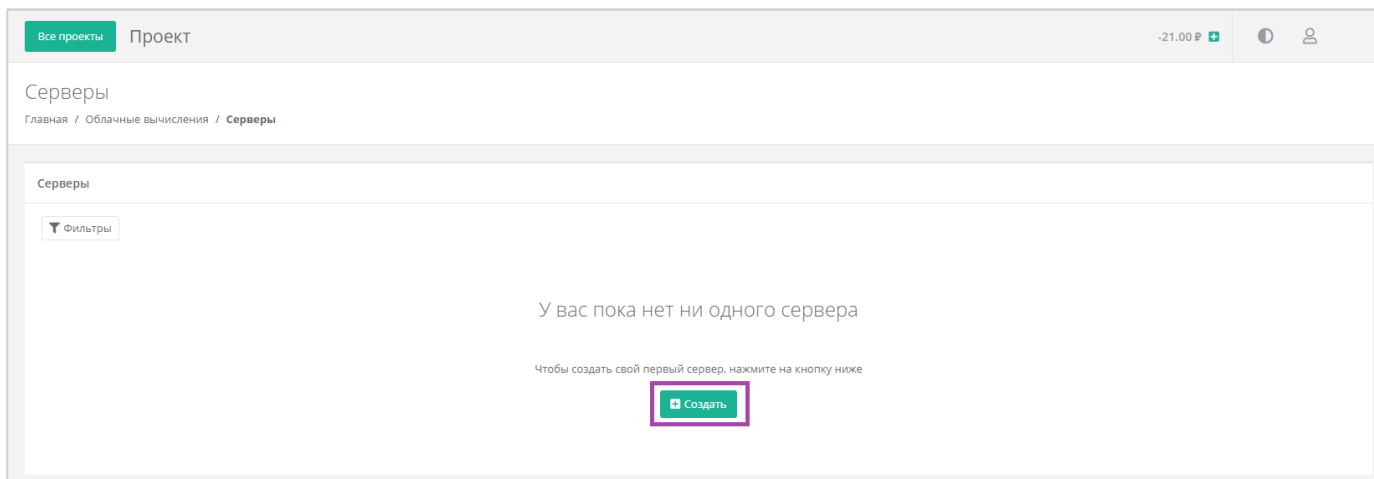 Все проекты Проект -21.00 ₽
Серверы
Главная / Облачные вычисления / Серверы
Серверы
Фильтры
У вас пока нет ни одного сервера
Чтобы создать свой первый сервер, нажмите на кнопку ниже
Создать